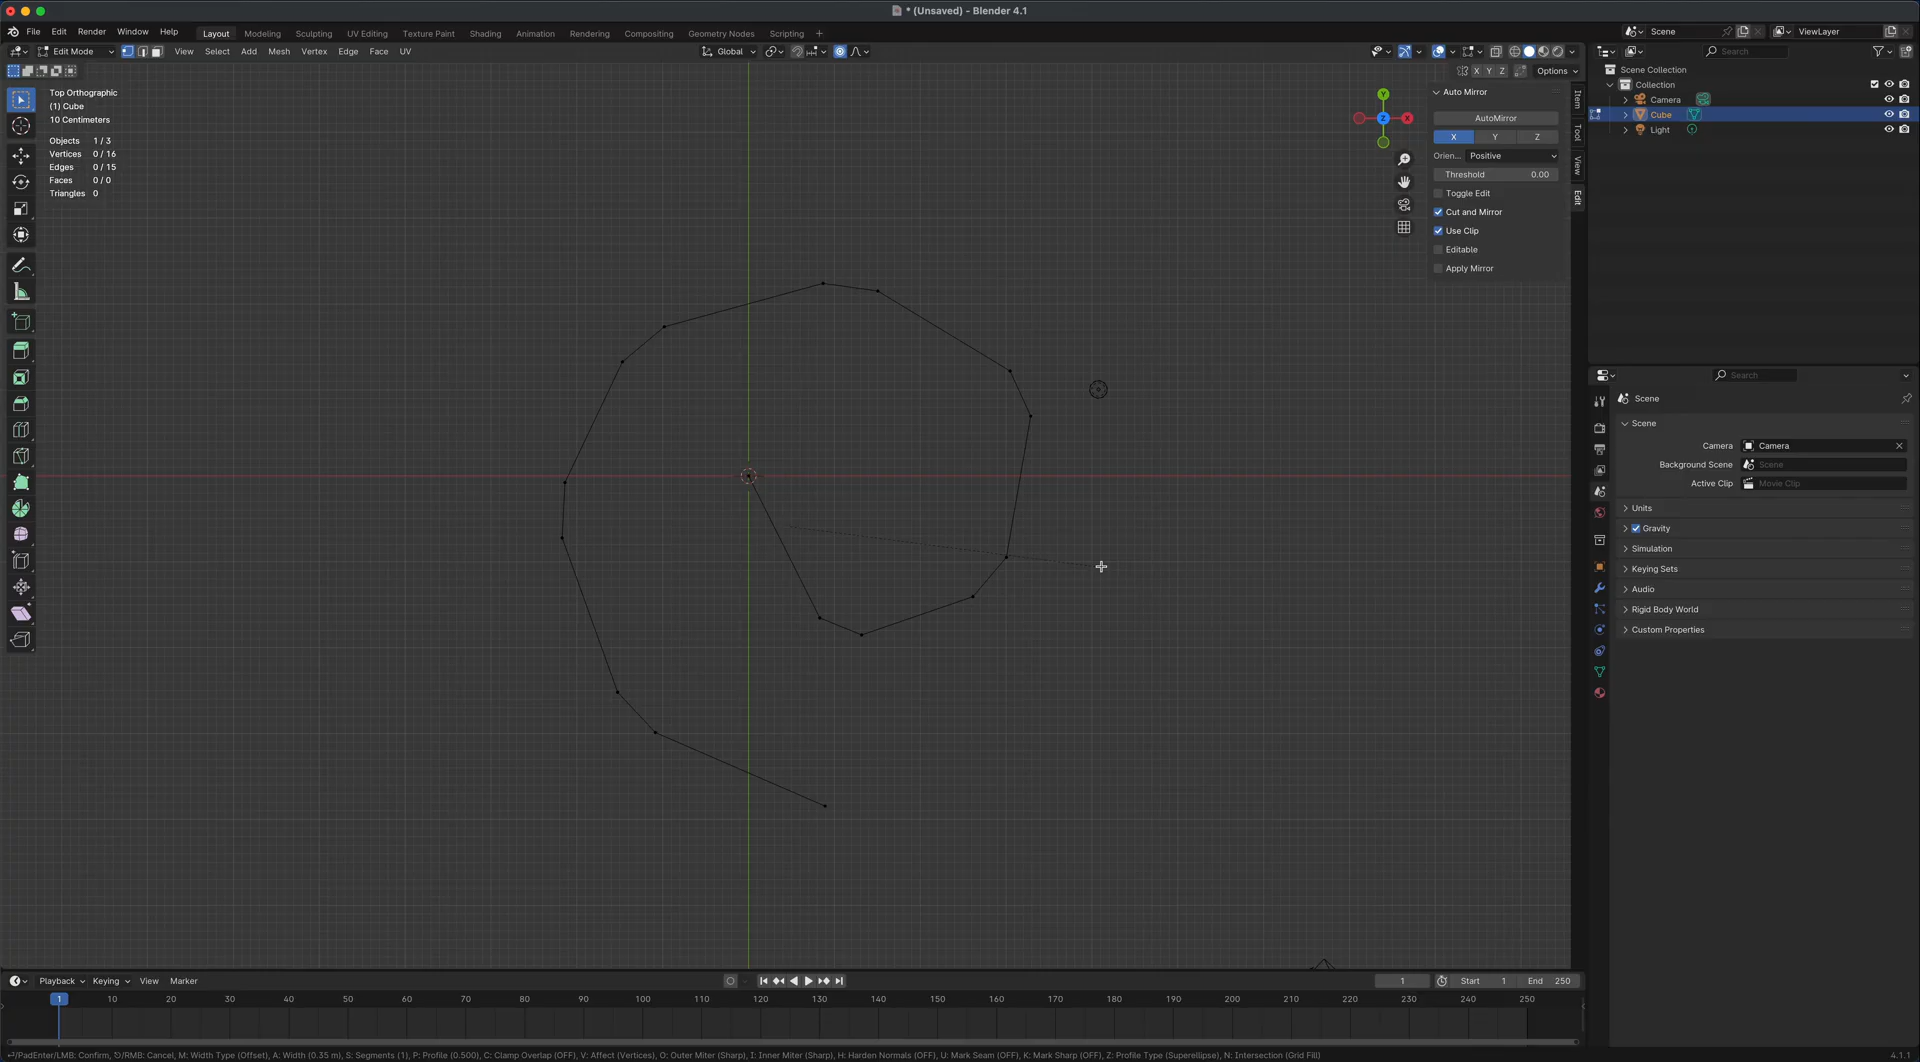 * (Unsaved) - Blender 4.1
File Edit Render Window Help Layout Modeling Sculpting UV Editing Texture Paint Shading Animation Rendering Compositing Geometry Nodes Scripting + Scene ViewLayer
Edit Mode View Select Add Mesh Vertex Edge Face UV Global Search
X Y Z Options
Top Orthographic
(1) Cube
10 Centimeters
Objects 1 / 3
Vertices 0 / 16
Edges 0 / 15
Faces 0 / 0
Triangles 0
Y
Z X
Auto Mirror
AutoMirror
X Y Z
Orien... Positive
Threshold 0.00
Toggle Edit
Cut and Mirror
Use Clip
Editable
Apply Mirror
Item
Tool
View
Edit
Scene Collection
Collection
Camera
Cube
Light
Search
Scene
Scene
Camera Camera
Background Scene Scene
Active Clip Movie Clip
Units
Gravity
Simulation
Keying Sets
Audio
Rigid Body World
Custom Properties
Playback Keying View Marker 1 Start 1 End 250
1 10 20 30 40 50 60 70 80 90 100 110 120 130 140 150 160 170 180 190 200 210 220 230 240 250
/PadEnter/LMB: Confirm, /RMB: Cancel, M: Width Type (Offset), A: Width (0.35 m), S: Segments (1), P: Profile (0.500), C: Clamp Overlap (OFF), V: Affect (Vertices), O: Outer Miter (Sharp), I: Inner Miter (Sharp), H: Harden Normals (OFF), U: Mark Seam (OFF), K: Mark Sharp (OFF), Z: Profile Type (Superellipse), N: Intersection (Grid Fill)
4.1.1